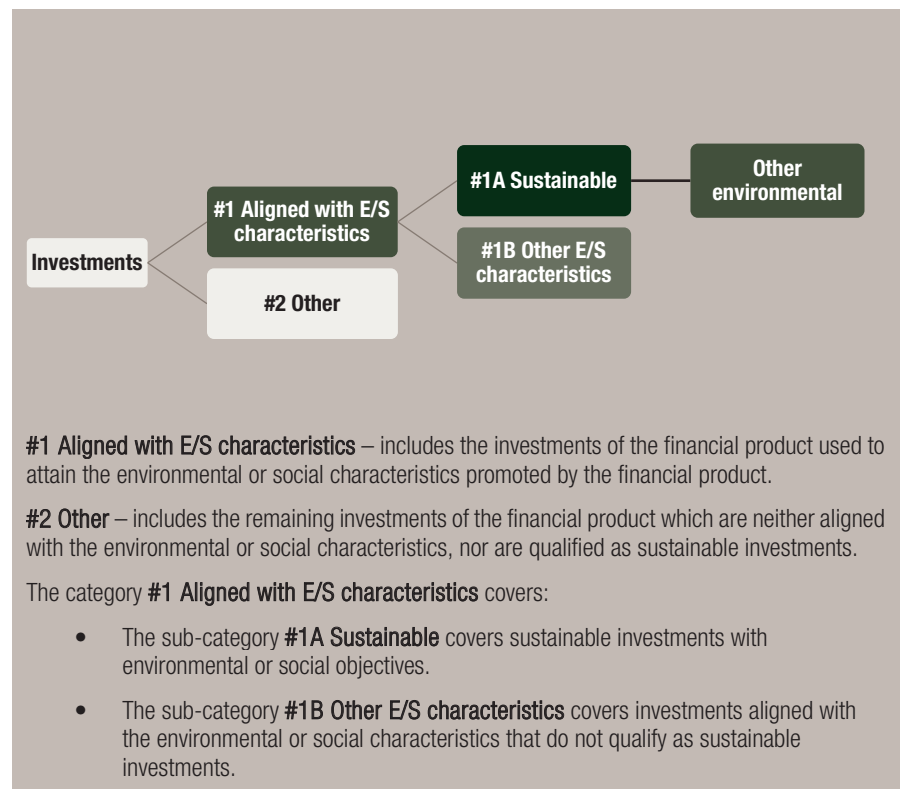 #1A Sustainable
Other
environmental
#1 Aligned with E/S
characteristics
#1B Other E/S
characteristics
Investments
#2 Other
#1 Aligned with E/S characteristics – includes the investments of the financial product used to
attain the environmental or social characteristics promoted by the financial product.
#2 Other – includes the remaining investments of the financial product which are neither aligned
with the environmental or social characteristics, nor are qualified as sustainable investments.
The category #1 Aligned with E/S characteristics covers:
• The sub-category #1A Sustainable covers sustainable investments with
environmental or social objectives.
• The sub-category #1B Other E/S characteristics covers investments aligned with
the environmental or social characteristics that do not qualify as sustainable
investments.